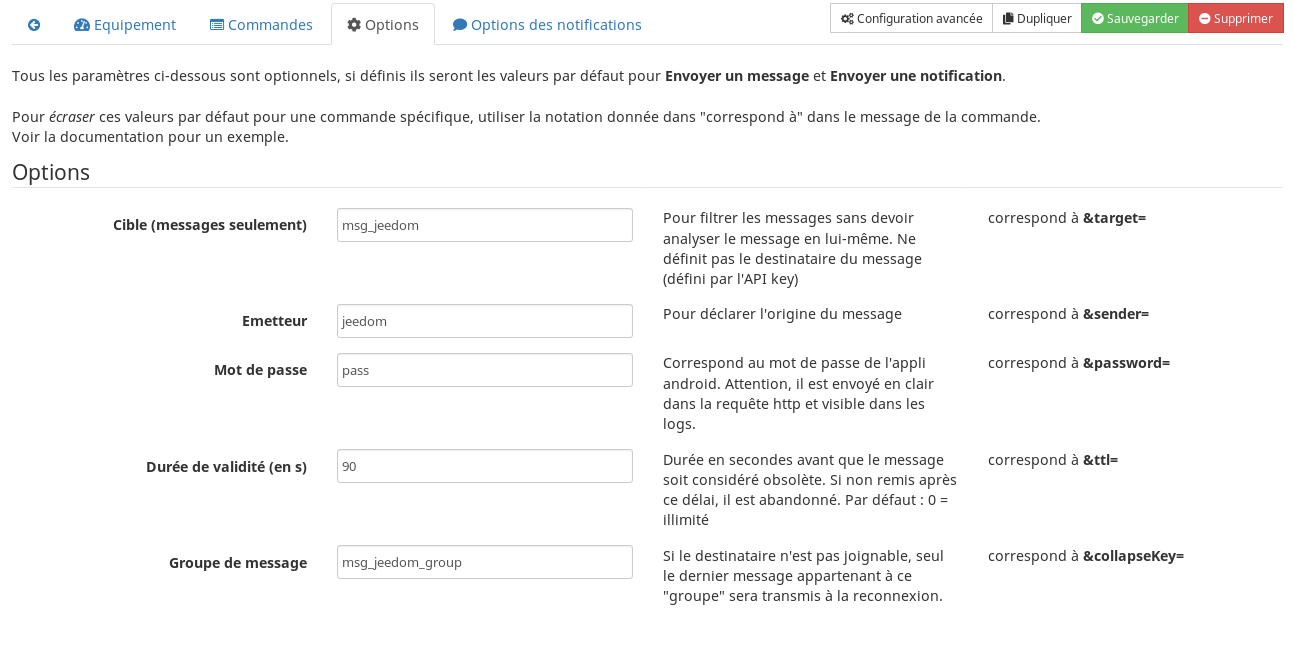 Equipement Commandes Options Options des notifications Configuration avancée Dupliquer Sauvegarder Supprimer
Tous les paramètres ci-dessous sont optionnels, si définis ils seront les valeurs par défaut pour Envoyer un message et Envoyer une notification.
Pour écraser ces valeurs par défaut pour une commande spécifique, utiliser la notation donnée dans "correspond à" dans le message de la commande.
Voir la documentation pour un exemple.
Options
Cible (messages seulement)
msg_jeedom
Pour filtrer les messages sans devoir
analyser le message en lui-même. Ne
définit pas le destinataire du message
(défini par l'API key)
correspond à &target=
Emetteur
jeedom
Pour déclarer l'origine du message
correspond à &sender=
Mot de passe
pass
Correspond au mot de passe de l'appli
android. Attention, il est envoyé en clair
dans la requête http et visible dans les
logs.
correspond à &password=
Durée de validité (en s)
90
Durée en secondes avant que le message
soit considéré obsolète. Si non remis après
ce délai, il est abandonné. Par défaut : 0 =
illimité
correspond à &ttl=
Groupe de message
msg_jeedom_group
Si le destinataire n'est pas joignable, seul
le dernier message appartenant à ce
"groupe" sera transmis à la reconnexion.
correspond à &collapseKey=